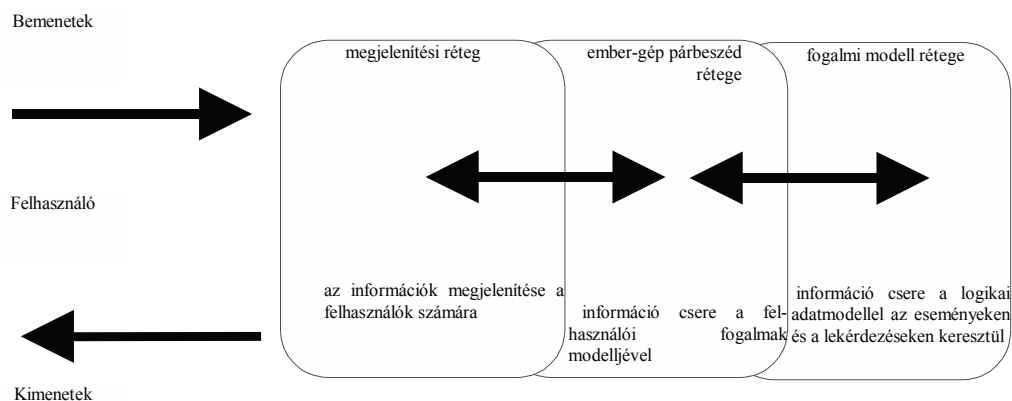 Bemenetek
megjelenítési réteg
ember-gép párbeszéd
rétege
fogalmi modell rétege
Felhasználó
az információk megjelenítése a
felhasználók számára
információ csere a fel-
használói fogalmak
modelljével
információ csere a logikai
adatmodellel az eseményeken
és a lekérdezéseken keresztül
Kimenetek